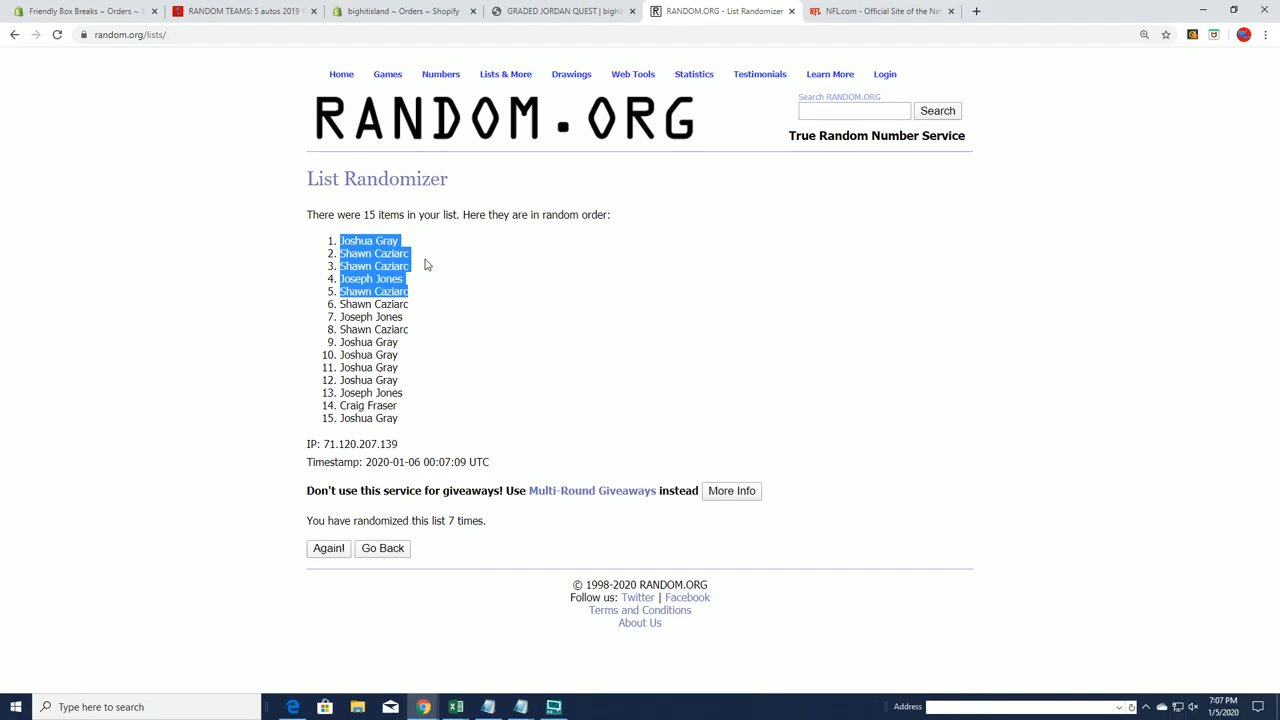 Friendly Box Breaks - Orders - Shopify
RANDOM TEAMS: 5 autos 2019
GRADED JORDAN QUEST | bigh
RANDOM.ORG - List Randomizer
NFL.com - Official Site of the Nat
random.org/lists/
Home Games Numbers Lists & More Drawings Web Tools Statistics Testimonials Learn More Login
RANDOM.ORG
Search RANDOM.ORG
Search
True Random Number Service
List Randomizer
There were 15 items in your list. Here they are in random order:
1. Joshua Gray
2. Shawn Caziarc
3. Shawn Caziarc
4. Joseph Jones
5. Shawn Caziarc
6. Shawn Caziarc
7. Joseph Jones
8. Shawn Caziarc
9. Joshua Gray
10. Joshua Gray
11. Joshua Gray
12. Joshua Gray
13. Joseph Jones
14. Craig Fraser
15. Joshua Gray
IP: 71.120.207.139
Timestamp: 2020-01-06 00:07:09 UTC
Don't use this service for giveaways! Use Multi-Round Giveaways instead More Info
You have randomized this list 7 times.
Again! Go Back
© 1998-2020 RANDOM.ORG
Follow us: Twitter | Facebook
Terms and Conditions
About Us
Type here to search
Address
7:07 PM
1/5/2020